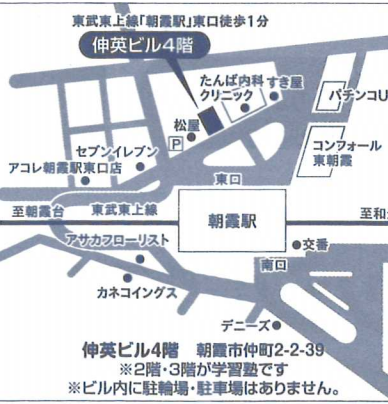 東武東上線「朝霞駅」東口徒歩1分
伸英ビル4階
たんば内科
クリニック
すき屋
パチンコU
松屋
P
コンフォール
東朝霞
セブンイレブン
アコレ朝霞駅東口店
東口
至朝霞台
東武東上線
朝霞駅
至和
アサカフローリスト
交番
南口
カネコイングス
デニーズ
伸英ビル4階 朝霞市仲町2-2-39
※2階・3階が学習塾です
※ビル内に駐輪場・駐車場はありません。